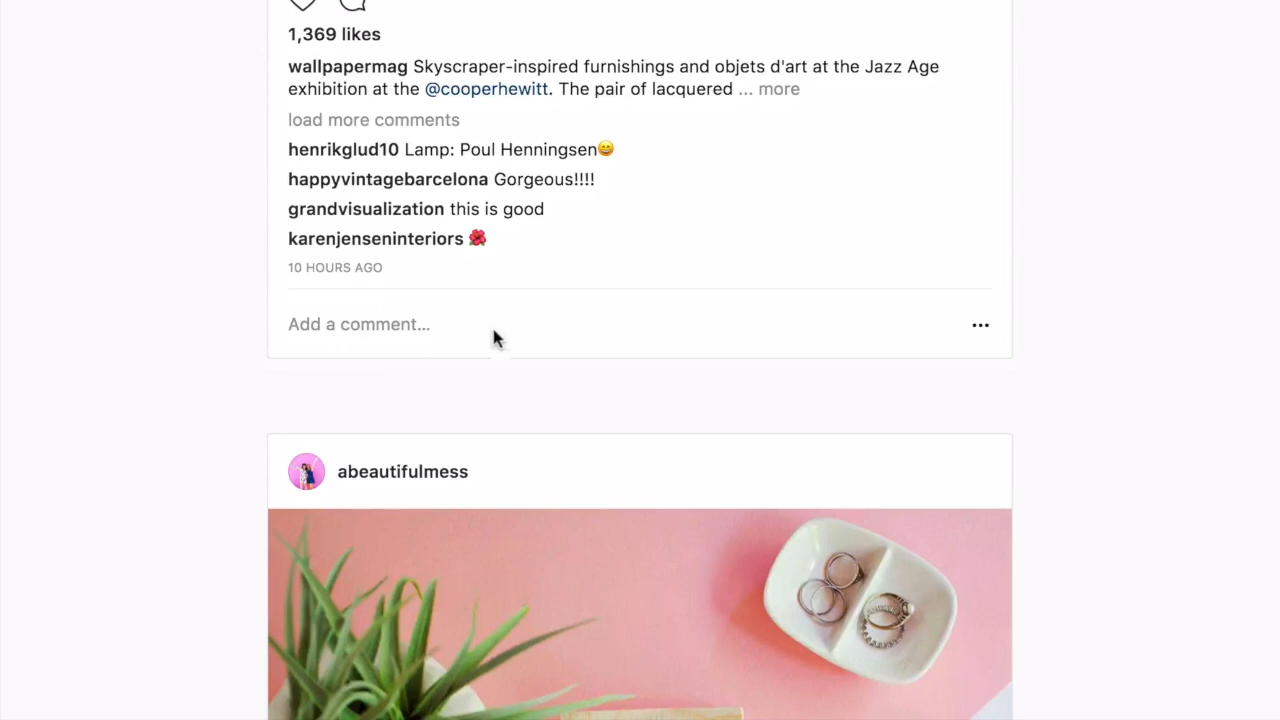 1,369 likes
wallpapermag Skyscraper-inspired furnishings and objets d'art at the Jazz Age
exhibition at the @cooperhewitt. The pair of lacquered ... more
load more comments
henrikglud10 Lamp: Poul Henningsen😄
happyvintagebarcelona Gorgeous!!!!
grandvisualization this is good
karenjenseninteriors 🌺
10 HOURS AGO
Add a comment...
abeautifulmess